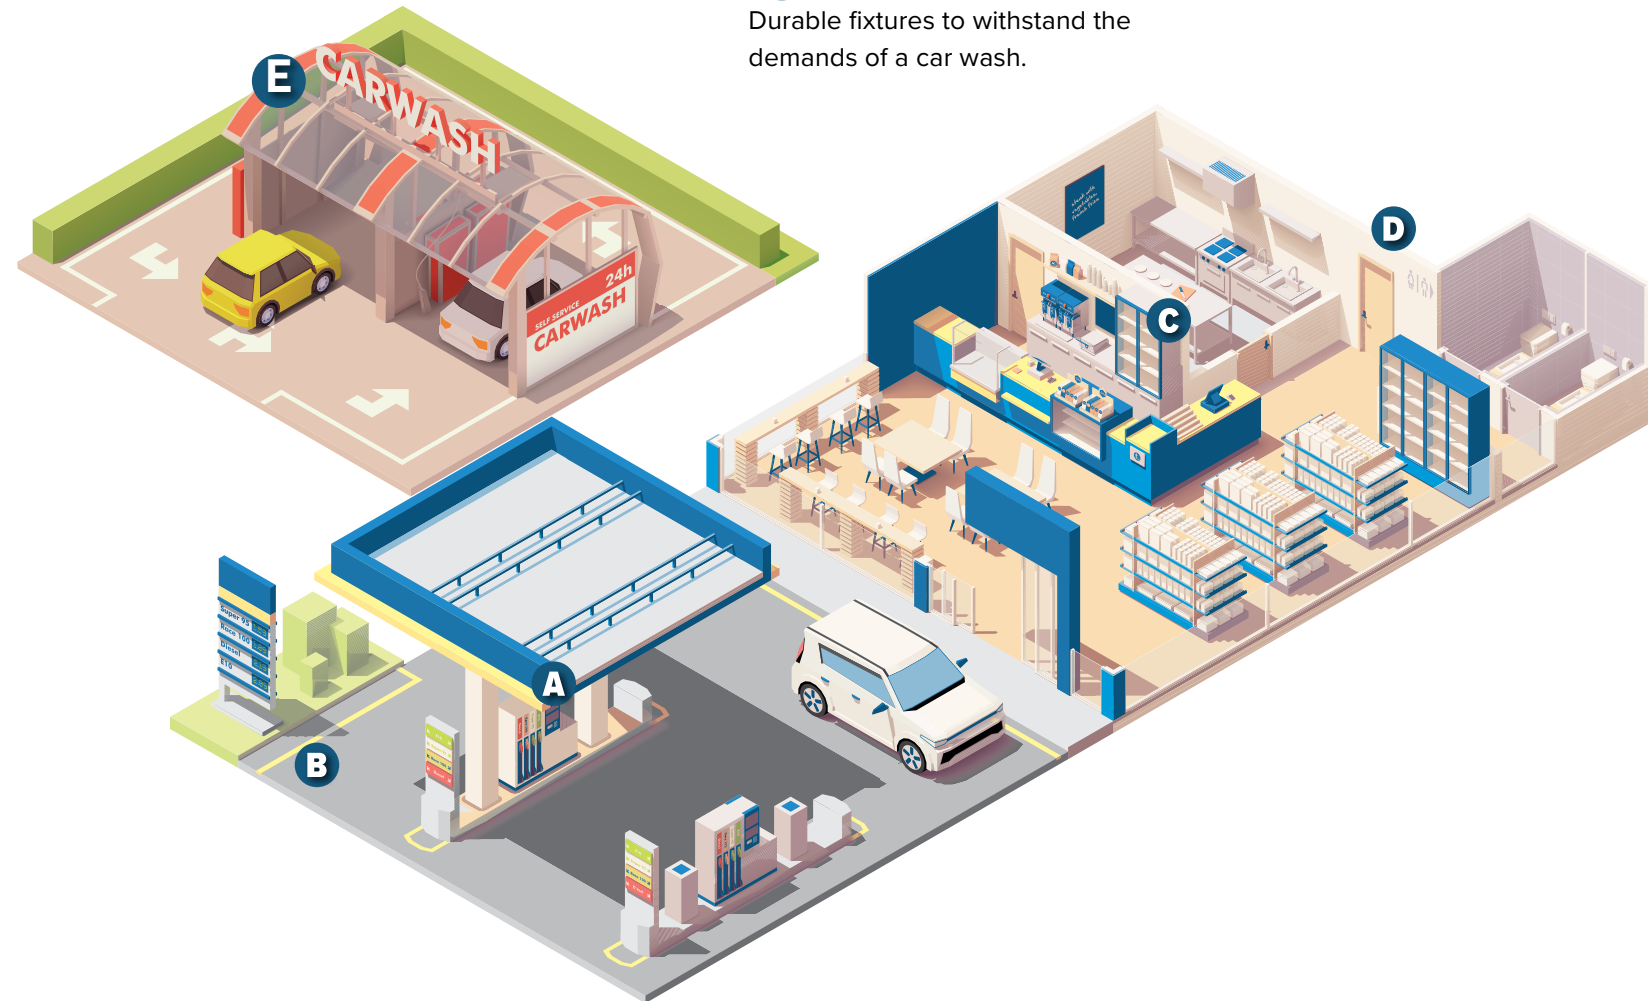 Durable fixtures to withstand the
demands of a car wash.
E
CARWASH
24h
SELF SERVICE
CARWASH
D
C
Super 95
Race 100
Diesel
E10
A
B